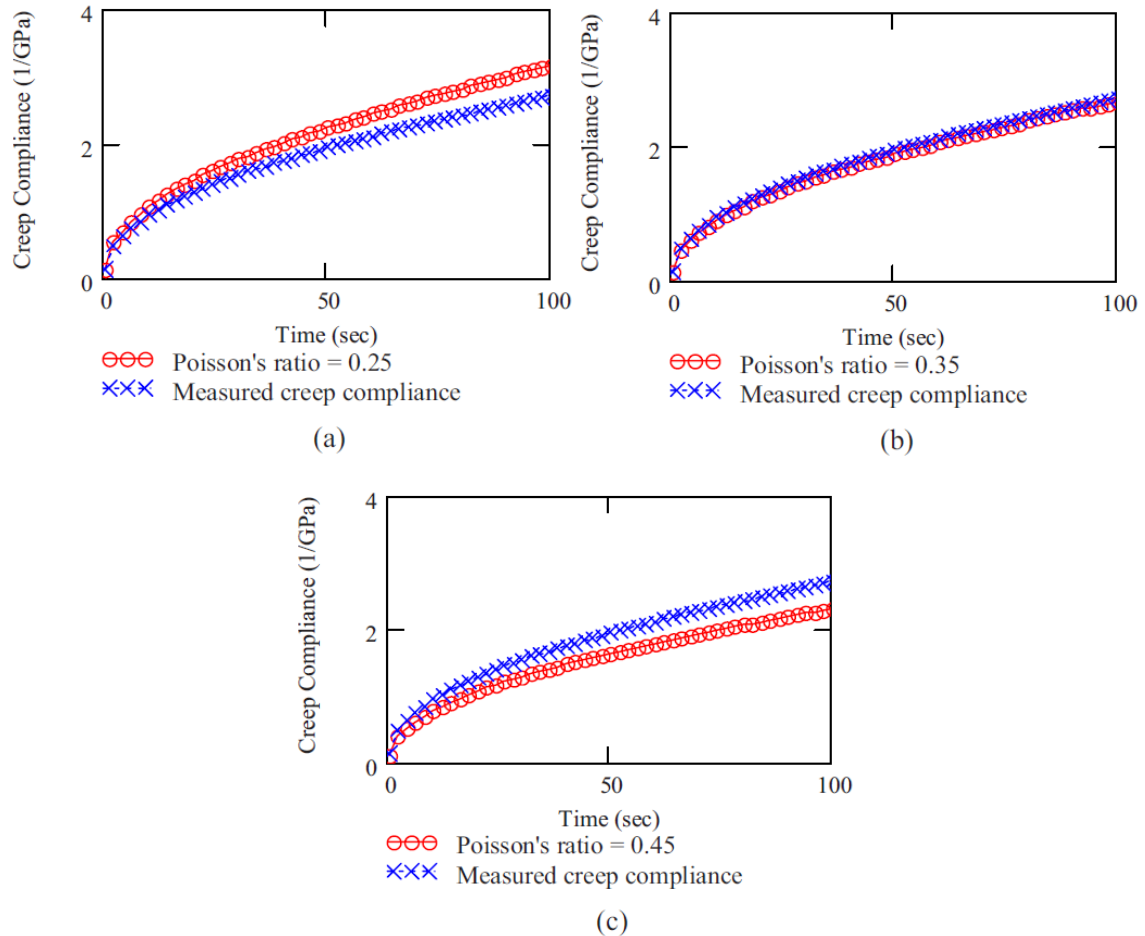 Creep Compliance (1/GPa)
4
2
0
0 50 100
Time (sec)
Poisson's ratio = 0.25
Measured creep compliance
(a)
Creep Compliance (1/GPa)
4
2
0
0 50 100
Time (sec)
Poisson's ratio = 0.35
Measured creep compliance
(b)
Creep Compliance (1/GPa)
4
2
0
0 50 100
Time (sec)
Poisson's ratio = 0.45
Measured creep compliance
(c)